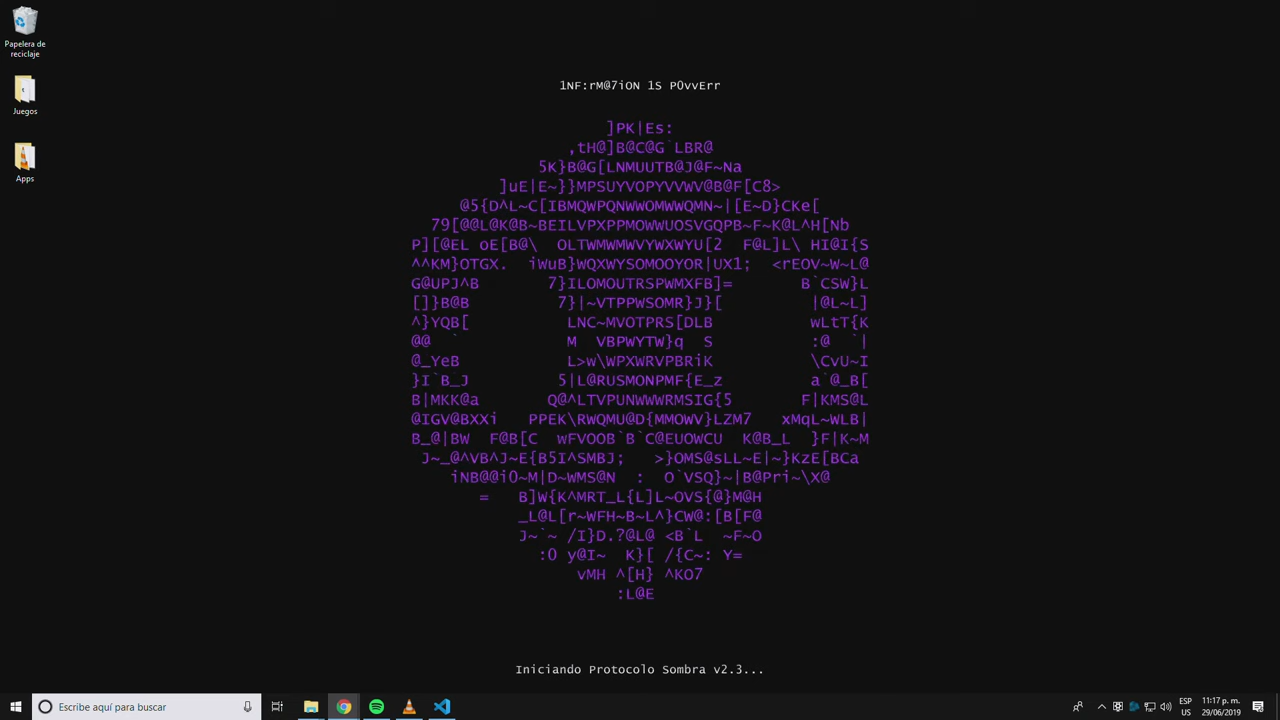 Papelera de
reciclaje
Juegos
Apps
1NF:rM@7iON 1S POvvErr
]PK|Es:
,tH@]B@C@G`LBR@
5K}B@G[LNMUUTB@J@F~Na
]uE|E~}}MPSUYVOPYVVWV@B@F[C8>
@5{D^L~C[IBMQWPQNWWOMWWQMN~|[E~D}CKe[
79[@@L@K@B~BEILVPXPPMOWWUOSVGQPB~F~K@L^H[Nb
P][@EL oE[B@\  OLTWMWMWVYWXWYU[2  F@L]L\ HI@I{S
^^KM}OTGX.  iWuB}WQXWYSOMOOYOR|UX1;  <rEOV~W~L@
G@UPJ^B       7}ILOMOUTRSPWMXFB]=       B`CSW}L
[]}B@B         7}|~VTPPWSOMR}J}[         |@L~L]
^}YQB[          LNC~MVOTPRS[DLB          wLtT{K
@@  `           M  VBPWYTW}q  S          :@  `|
@_YeB           L>w\WPXWRVPBRiK          \CvU~I
}I`B_J         5|L@RUSMONPMF{E_z         a`@_B[
B|MKK@a       Q@^LTVPUNWWWRMSIG{5       F|KMS@L
@IGV@BXXi   PPEK\RWQMU@D{MMOWV}LZM7   xMqL~WLB|
B_@|BW  F@B[C  wFVOOB`B`C@EUOWCU  K@B_L  }F|K~M
J~_@^VB^J~E{B5I^SMBJ;   >}OMS@sLL~E|~}KzE[BCa
iNB@@iO~M|D~WMS@N  :  O`VSQ}~|B@Pri~\X@
=   B]W{K^MRT_L{L]L~OVS{@}M@H
_L@L[r~WFH~B~L^}CW@:[B[F@
J~`~ /I}D.?@L@ <B`L  ~F~O
:O y@I~  K}[ /{C~: Y=
vMH ^[H} ^KO7
:L@E
Iniciando Protocolo Sombra v2.3...
Escribe aquí para buscar
ESP
US
11:17 p. m.
29/06/2019